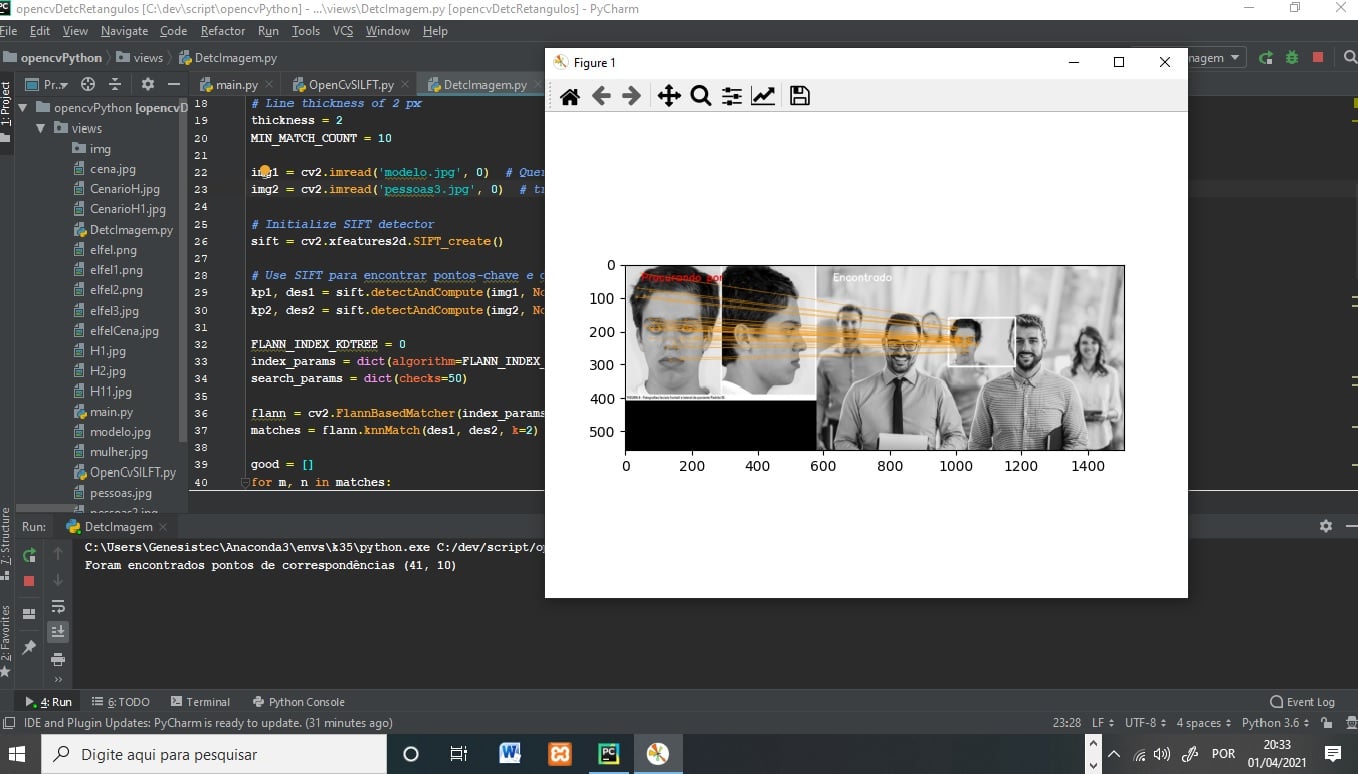 opencvDetcRetangulos [C:\dev\script\opencvPython] - ...\views\DetcImagem.py [opencvDetcRetangulos] - PyCharm
File Edit View Navigate Code Refactor Run Tools VCS Window Help
opencvPython views DetcImagem.py
Pr...
main.py OpenCvSILFT.py DetcImagem.py
1: Project
opencvPython [opencvD
views
img
cena.jpg
CenarioH.jpg
CenarioH1.jpg
DetcImagem.py
elfel.png
elfel1.png
elfel2.png
elfel3.jpg
elfelCena.jpg
H1.jpg
H2.jpg
H11.jpg
main.py
modelo.jpg
mulher.jpg
OpenCvSILFT.py
pessoas.jpg
pessoas2.jpg
18 # Line thickness of 2 px
19 thickness = 2
20 MIN_MATCH_COUNT = 10
21
22 img1 = cv2.imread('modelo.jpg', 0) # Quer
23 img2 = cv2.imread('pessoas3.jpg', 0) # tr
24
25 # Initialize SIFT detector
26 sift = cv2.xfeatures2d.SIFT_create()
27
28 # Use SIFT para encontrar pontos-chave e
29 kp1, des1 = sift.detectAndCompute(img1, No
30 kp2, des2 = sift.detectAndCompute(img2, No
31
32 FLANN_INDEX_KDTREE = 0
33 index_params = dict(algorithm=FLANN_INDEX_
34 search_params = dict(checks=50)
35
36 flann = cv2.FlannBasedMatcher(index_params
37 matches = flann.knnMatch(des1, des2, k=2)
38
39 good = []
40 for m, n in matches:
Figure 1
nagem
Procurando por
Encontrado
0
100
200
300
400
500
0 200 400 600 800 1000 1200 1400
7: Structure
2: Favorites
Run: DetcImagem
C:\Users\Genesistec\Anaconda3\envs\k35\python.exe C:/dev/script/op
Foram encontrados pontos de correspondências (41, 10)
4: Run 6: TODO Terminal Python Console Event Log
IDE and Plugin Updates: PyCharm is ready to update. (31 minutes ago) 23:28 LF UTF-8 4 spaces Python 3.6
Digite aqui para pesquisar
POR
20:33
01/04/2021